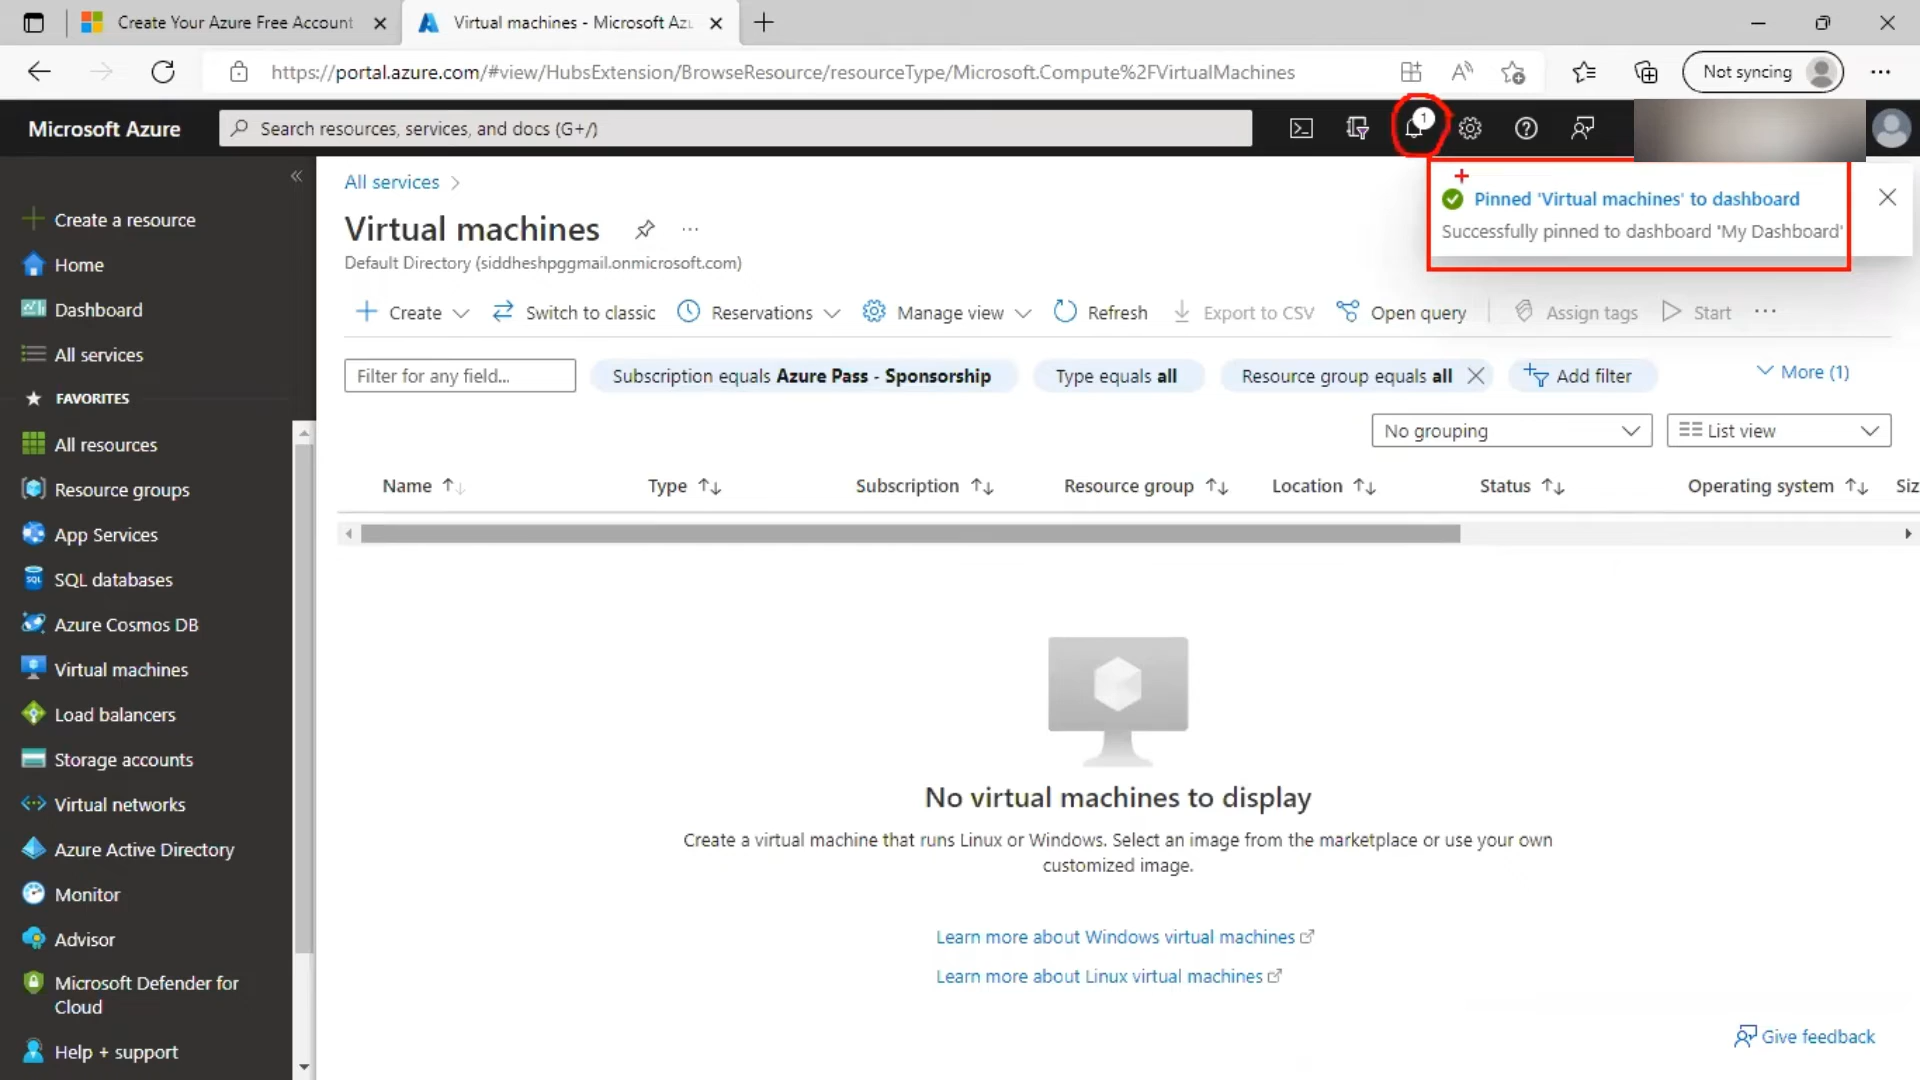 Create Your Azure Free Account
Virtual machines - Microsoft Azu
https://portal.azure.com/#view/HubsExtension/BrowseResource/resourceType/Microsoft.Compute%2FVirtualMachines
Not syncing
Microsoft Azure
Search resources, services, and docs (G+/)
1
Pinned 'Virtual machines' to dashboard
Successfully pinned to dashboard 'My Dashboard'
Create a resource
Home
Dashboard
All services
FAVORITES
All resources
Resource groups
App Services
SQL databases
Azure Cosmos DB
Virtual machines
Load balancers
Storage accounts
Virtual networks
Azure Active Directory
Monitor
Advisor
Microsoft Defender for
Cloud
Help + support
All services >
Virtual machines
Default Directory (siddheshpggmail.onmicrosoft.com)
Create Switch to classic Reservations Manage view Refresh Export to CSV Open query Assign tags Start
Filter for any field... Subscription equals Azure Pass - Sponsorship Type equals all Resource group equals all Add filter More (1)
No grouping List view
Name Type Subscription Resource group Location Status Operating system Siz
No virtual machines to display
Create a virtual machine that runs Linux or Windows. Select an image from the marketplace or use your own
customized image.
Learn more about Windows virtual machines
Learn more about Linux virtual machines
Give feedback